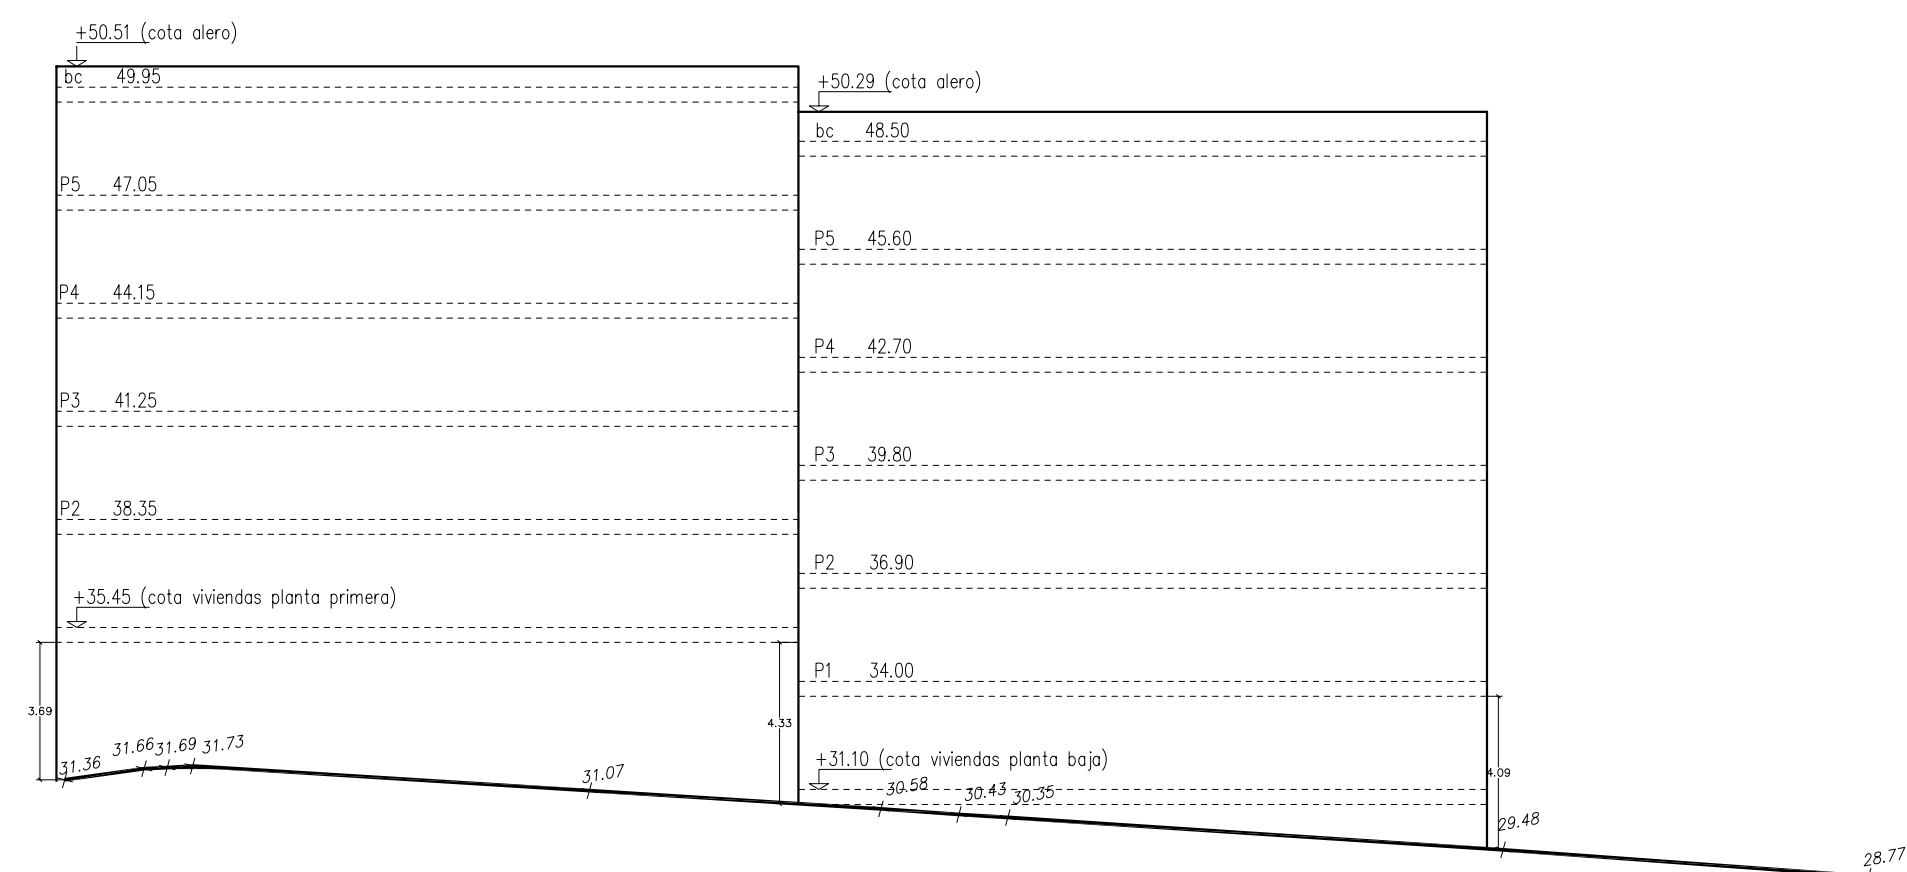 +50.51 (cota alero)
bc 49.95
P5 47.05
P4 44.15
P3 41.25
P2 38.35
+35.45 (cota viviendas planta primera)
3.69
4.33
31.36
31.66
31.69
31.73
31.07
+50.29 (cota alero)
bc 48.50
P5 45.60
P4 42.70
P3 39.80
P2 36.90
P1 34.00
+31.10 (cota viviendas planta baja)
4.09
30.58
30.43
30.35
29.48
28.77